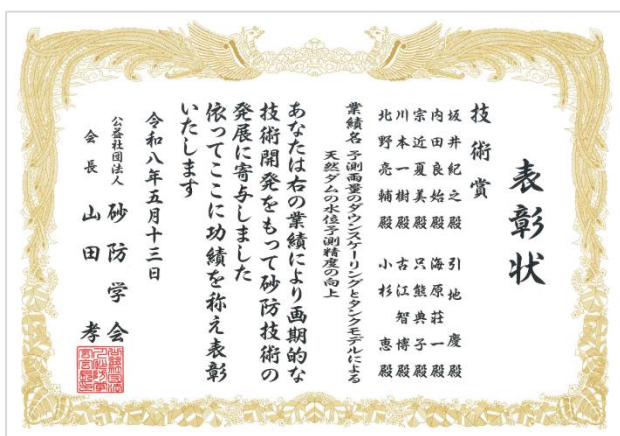 表彰状
技術賞
坂井紀之殿 引地慶殿
内田良始殿 海原荘一殿
宗近夏美殿 只熊典子殿
川本一樹殿 古江智博殿
北野亮輔殿 小杉恵殿
業績名 予測雨量のダウンスケーリングとタンクモデルによる
天然ダムの水位予測精度の向上
あなたは右の業績により画期的な
技術開発をもって砂防技術の
発展に寄与しました
依ってここに功績を称え表彰
いたします
令和八年五月十三日
公益社団法人 砂防学会
会長 山田孝